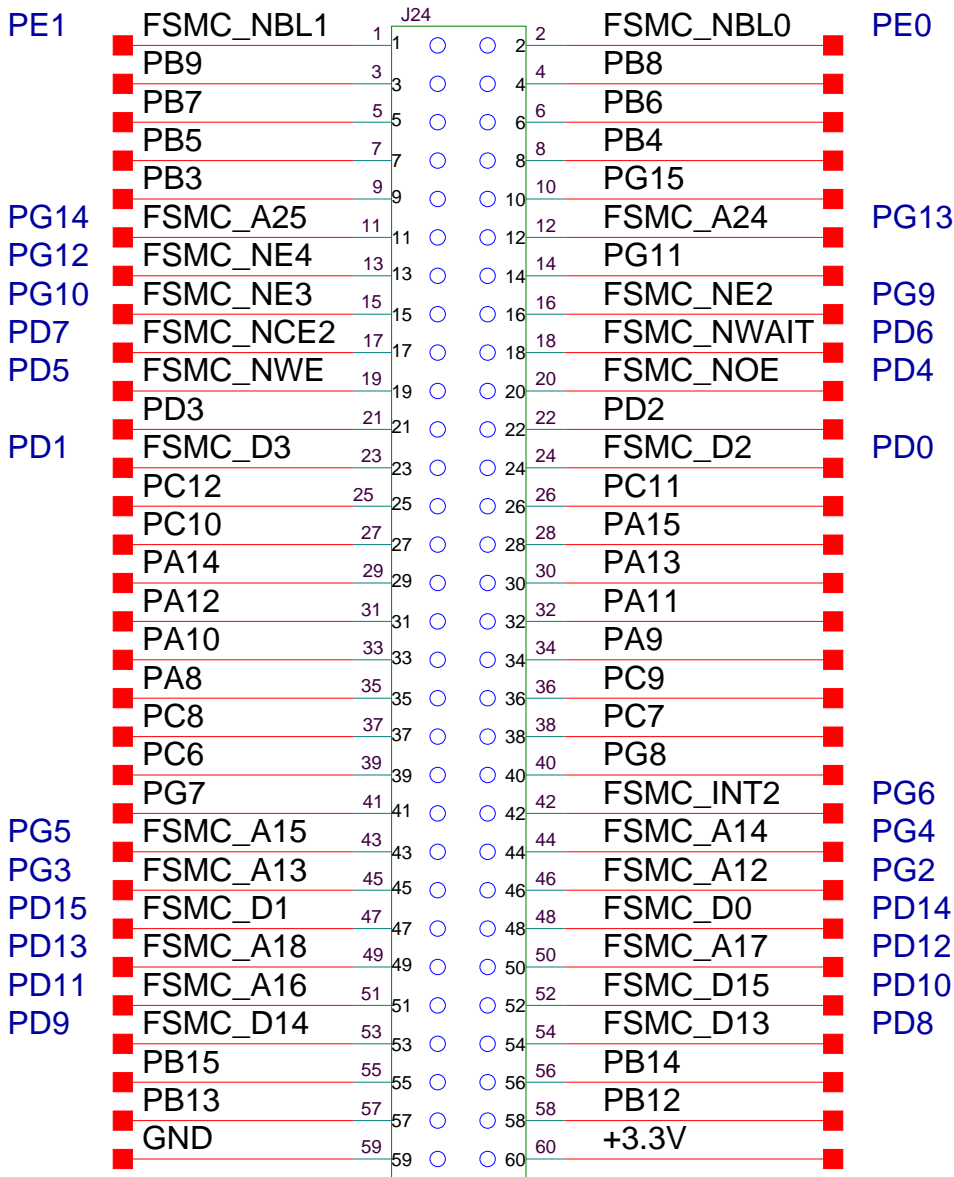 J24
PE1 FSMC_NBL1 1 1 2 2 FSMC_NBL0 PE0
PB9 3 3 4 4 PB8
PB7 5 5 6 6 PB6
PB5 7 7 8 8 PB4
PB3 9 9 10 10 PG15
PG14 FSMC_A25 11 11 12 12 FSMC_A24 PG13
PG12 FSMC_NE4 13 13 14 14 PG11
PG10 FSMC_NE3 15 15 16 16 FSMC_NE2 PG9
PD7 FSMC_NCE2 17 17 18 18 FSMC_NWAIT PD6
PD5 FSMC_NWE 19 19 20 20 FSMC_NOE PD4
PD3 21 21 22 22 PD2
PD1 FSMC_D3 23 23 24 24 FSMC_D2 PD0
PC12 25 25 26 26 PC11
PC10 27 27 28 28 PA15
PA14 29 29 30 30 PA13
PA12 31 31 32 32 PA11
PA10 33 33 34 34 PA9
PA8 35 35 36 36 PC9
PC8 37 37 38 38 PC7
PC6 39 39 40 40 PG8
PG7 41 41 42 42 FSMC_INT2 PG6
PG5 FSMC_A15 43 43 44 44 FSMC_A14 PG4
PG3 FSMC_A13 45 45 46 46 FSMC_A12 PG2
PD15 FSMC_D1 47 47 48 48 FSMC_D0 PD14
PD13 FSMC_A18 49 49 50 50 FSMC_A17 PD12
PD11 FSMC_A16 51 51 52 52 FSMC_D15 PD10
PD9 FSMC_D14 53 53 54 54 FSMC_D13 PD8
PB15 55 55 56 56 PB14
PB13 57 57 58 58 PB12
GND 59 59 60 60 +3.3V